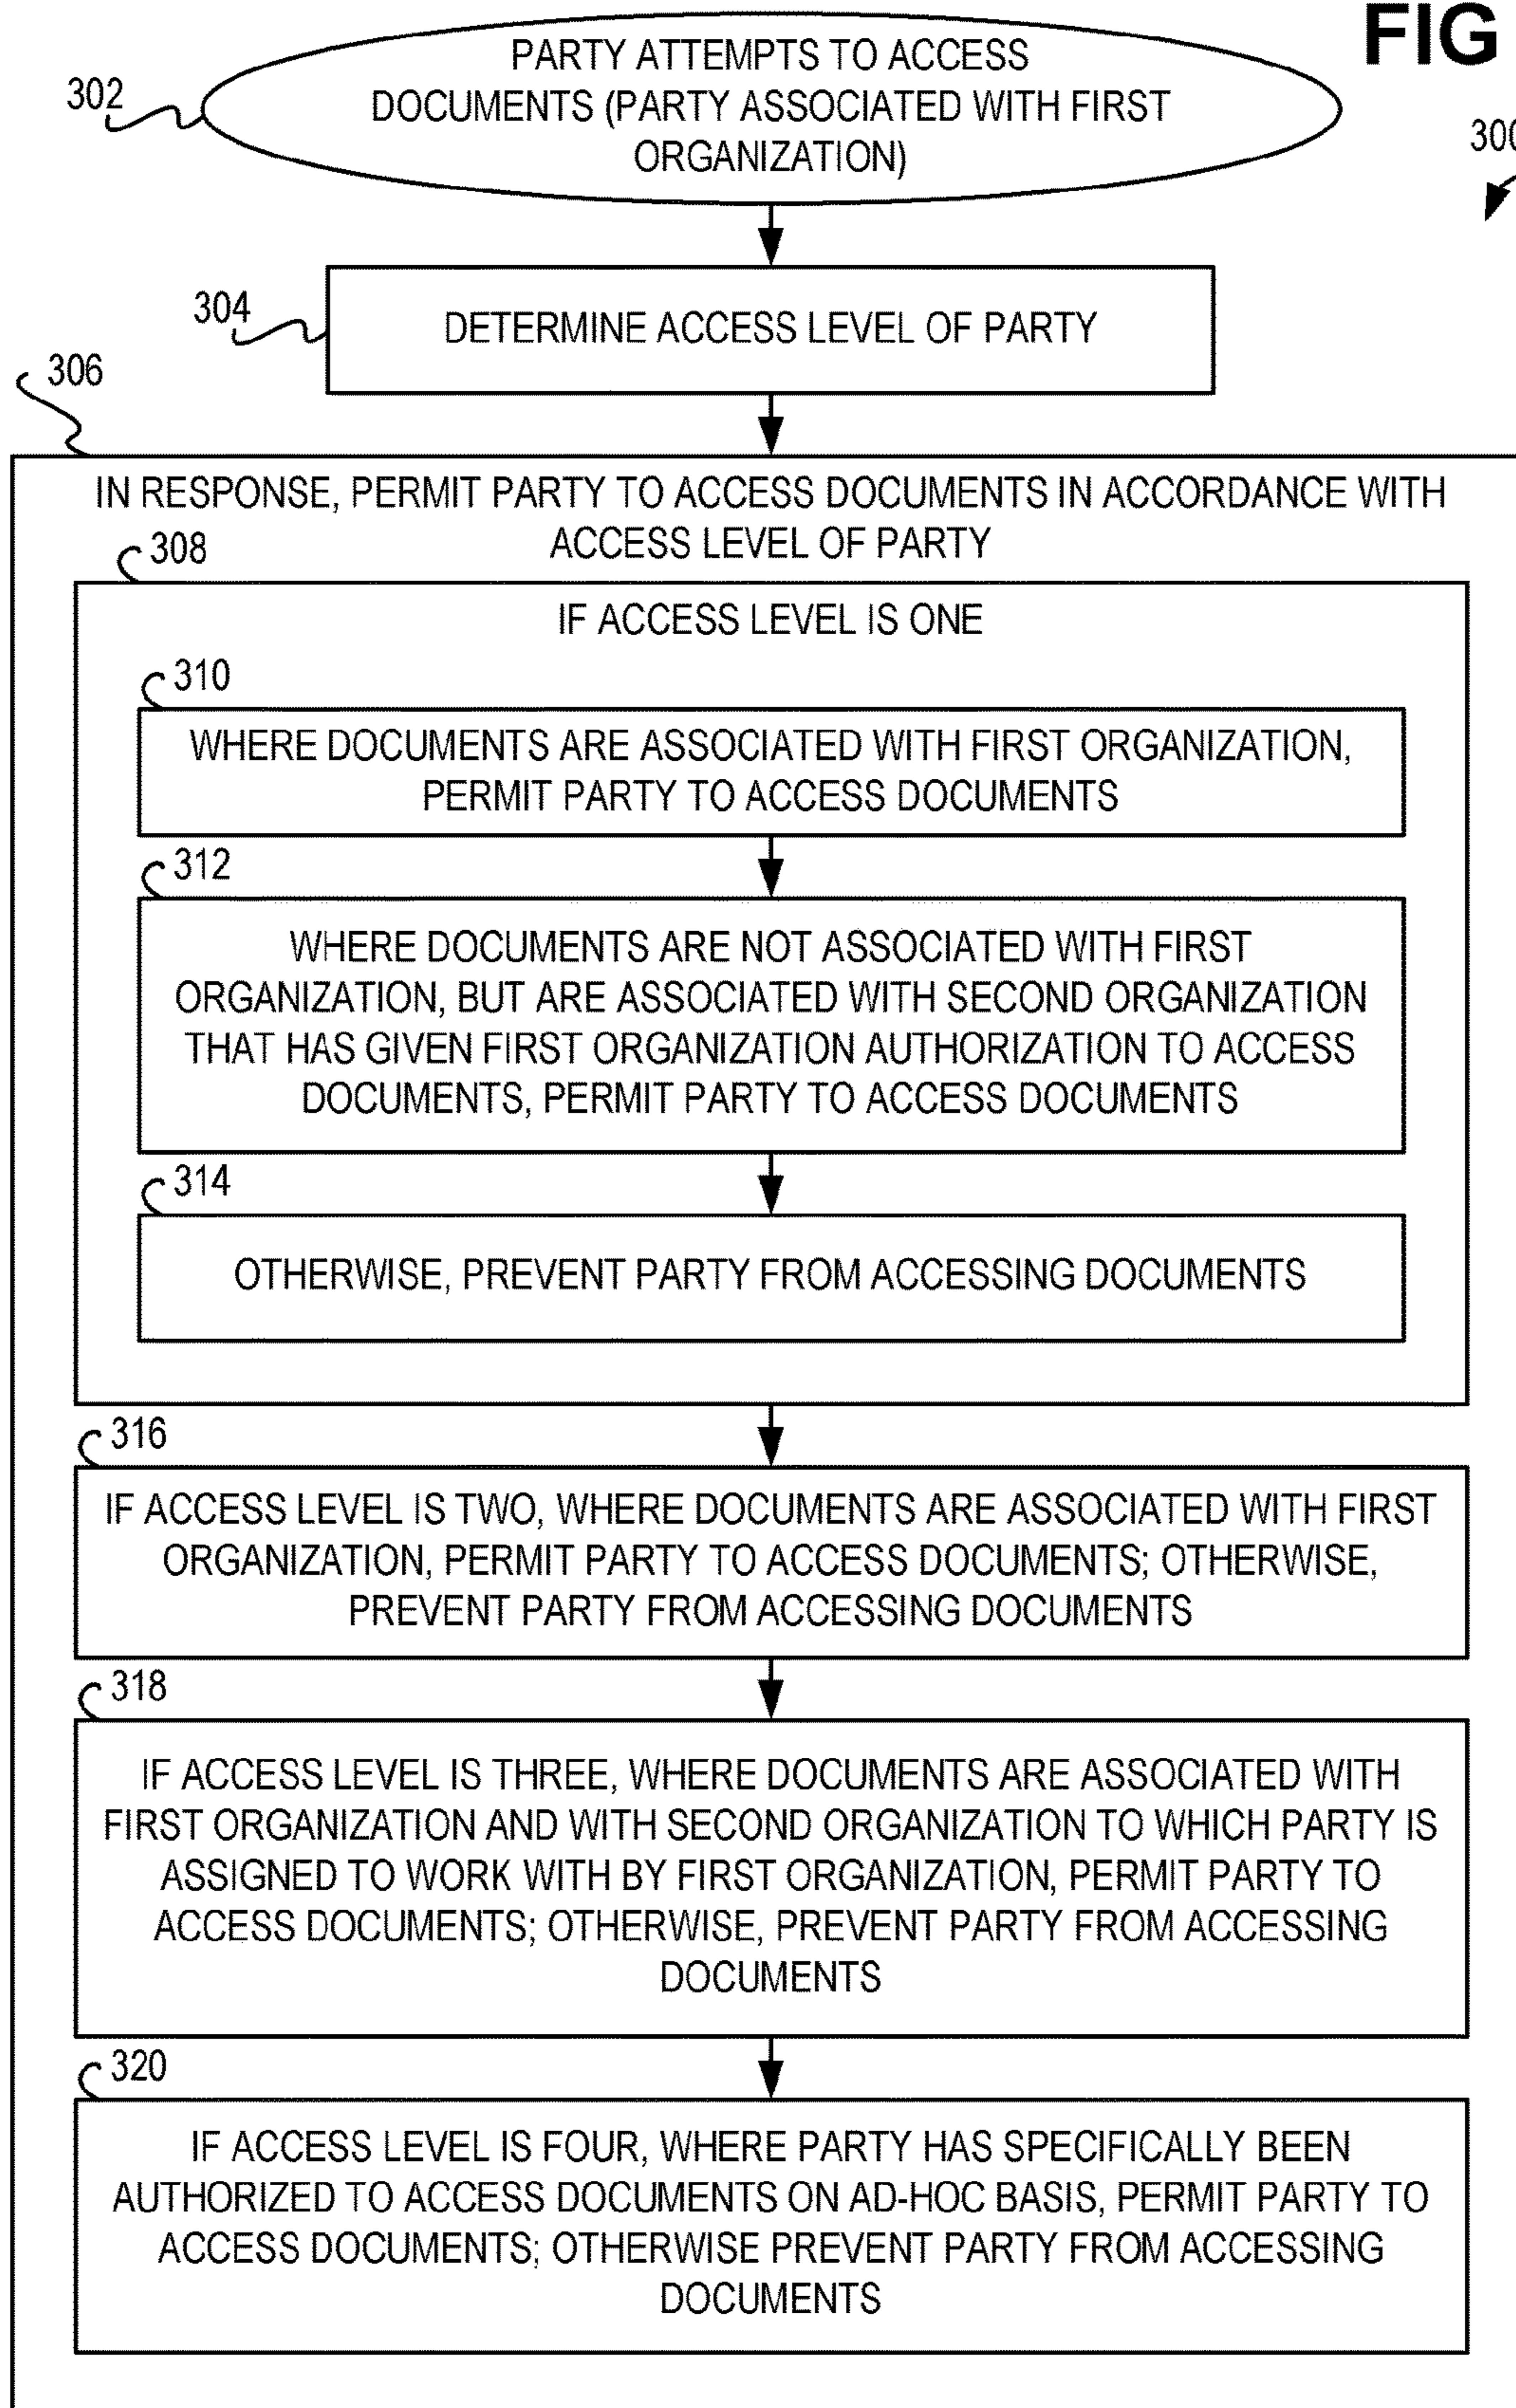 FIG
PARTY ATTEMPTS TO ACCESS
302
DOCUMENTS (PARTY ASSOCIATED WITH FIRST
ORGANIZATION)
300
304
DETERMINE ACCESS LEVEL OF PARTY
306
IN RESPONSE, PERMIT PARTY TO ACCESS DOCUMENTS IN ACCORDANCE WITH
ACCESS LEVEL OF PARTY
308
IF ACCESS LEVEL IS ONE
310
WHERE DOCUMENTS ARE ASSOCIATED WITH FIRST ORGANIZATION,
PERMIT PARTY TO ACCESS DOCUMENTS
312
WHERE DOCUMENTS ARE NOT ASSOCIATED WITH FIRST
ORGANIZATION, BUT ARE ASSOCIATED WITH SECOND ORGANIZATION
THAT HAS GIVEN FIRST ORGANIZATION AUTHORIZATION TO ACCESS
DOCUMENTS, PERMIT PARTY TO ACCESS DOCUMENTS
314
OTHERWISE, PREVENT PARTY FROM ACCESSING DOCUMENTS
316
IF ACCESS LEVEL IS TWO, WHERE DOCUMENTS ARE ASSOCIATED WITH FIRST
ORGANIZATION, PERMIT PARTY TO ACCESS DOCUMENTS; OTHERWISE,
PREVENT PARTY FROM ACCESSING DOCUMENTS
318
IF ACCESS LEVEL IS THREE, WHERE DOCUMENTS ARE ASSOCIATED WITH
FIRST ORGANIZATION AND WITH SECOND ORGANIZATION TO WHICH PARTY IS
ASSIGNED TO WORK WITH BY FIRST ORGANIZATION, PERMIT PARTY TO
ACCESS DOCUMENTS; OTHERWISE, PREVENT PARTY FROM ACCESSING
DOCUMENTS
320
IF ACCESS LEVEL IS FOUR, WHERE PARTY HAS SPECIFICALLY BEEN
AUTHORIZED TO ACCESS DOCUMENTS ON AD-HOC BASIS, PERMIT PARTY TO
ACCESS DOCUMENTS; OTHERWISE PREVENT PARTY FROM ACCESSING
DOCUMENTS